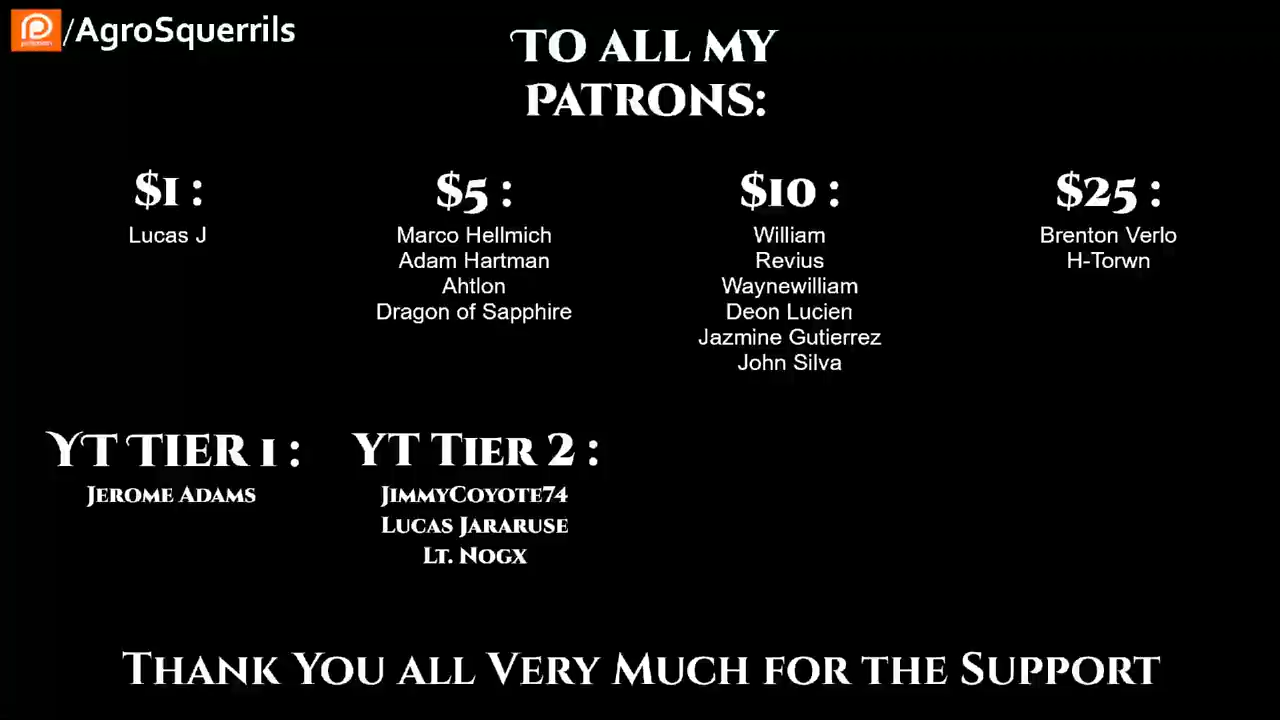 /AgroSquerrils
To all my
Patrons:
$1 :
Lucas J
$5 :
Marco Hellmich
Adam Hartman
Ahtlon
Dragon of Sapphire
$10 :
William
Revius
Waynewilliam
Deon Lucien
Jazmine Gutierrez
John Silva
$25 :
Brenton Verlo
H-Torwn
YT Tier 1 :
Jerome Adams
YT Tier 2 :
JimmyCoyote74
Lucas Jararuse
Lt. Nogx
Thank You all Very Much for the Support